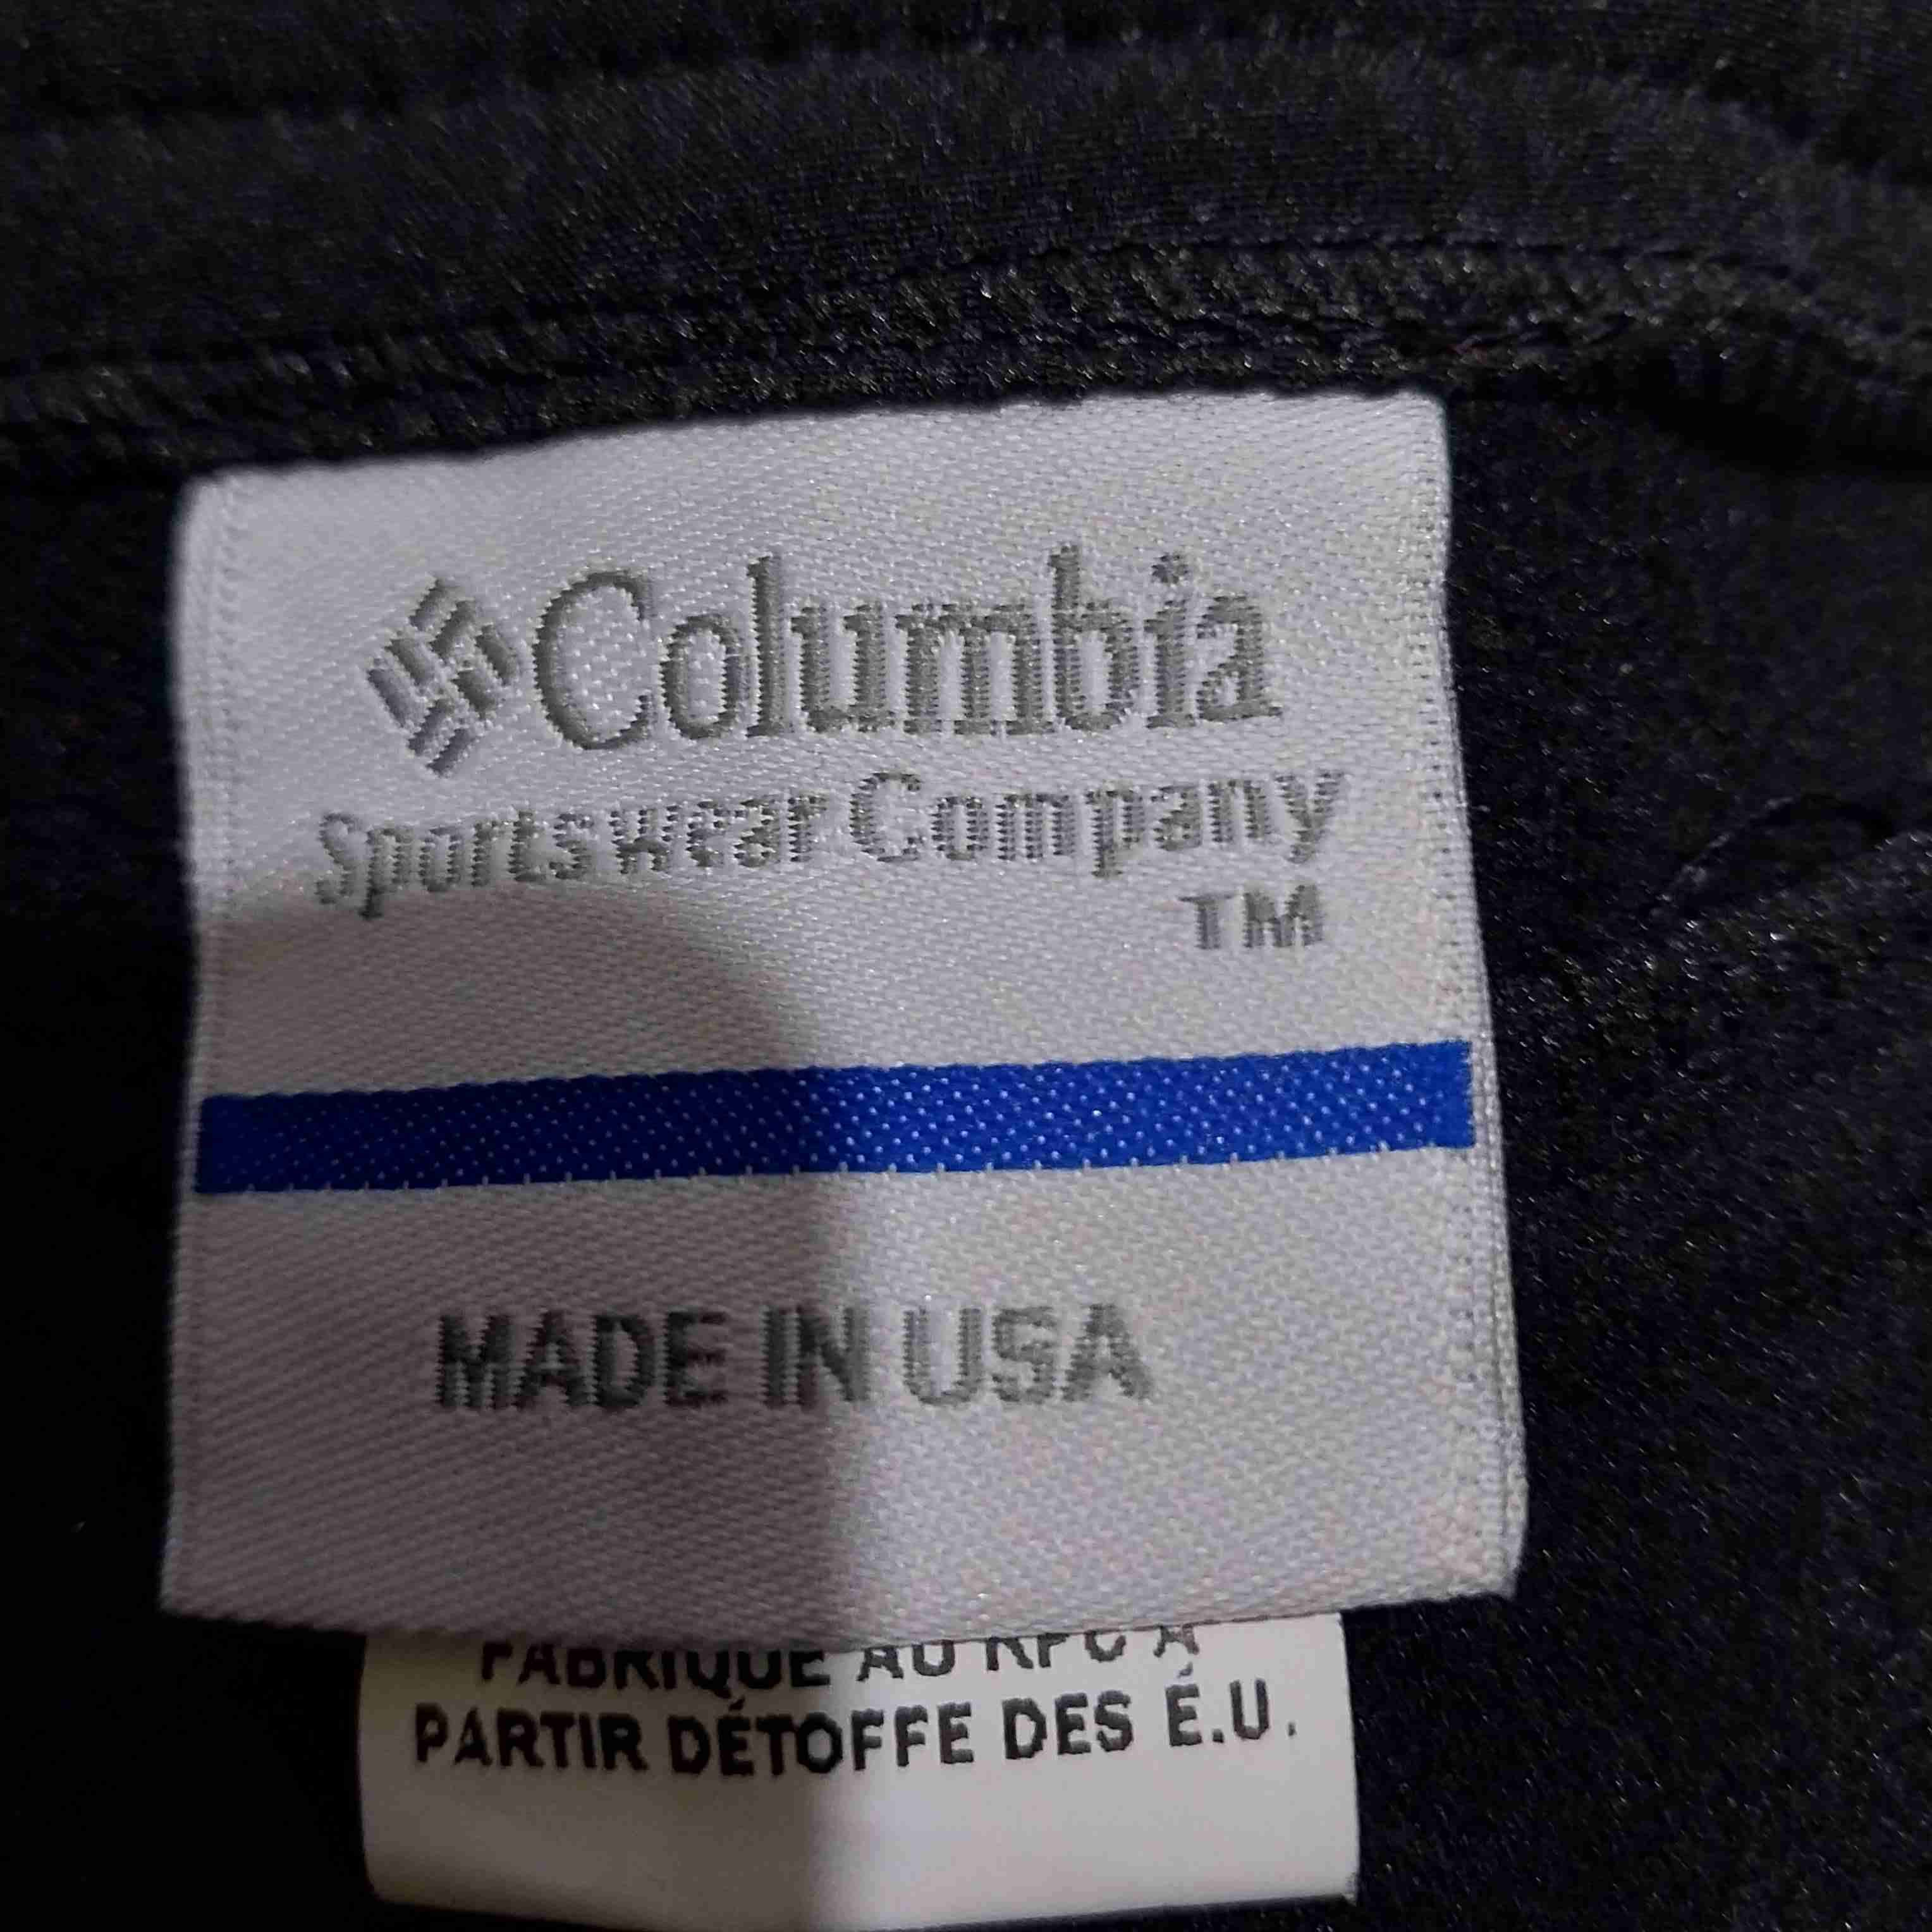 Columbia
Sportswear Company
TM
MADE IN USA
FABRIQUE AU RPC A
PARTIR DÉTOFFE DES É.U.